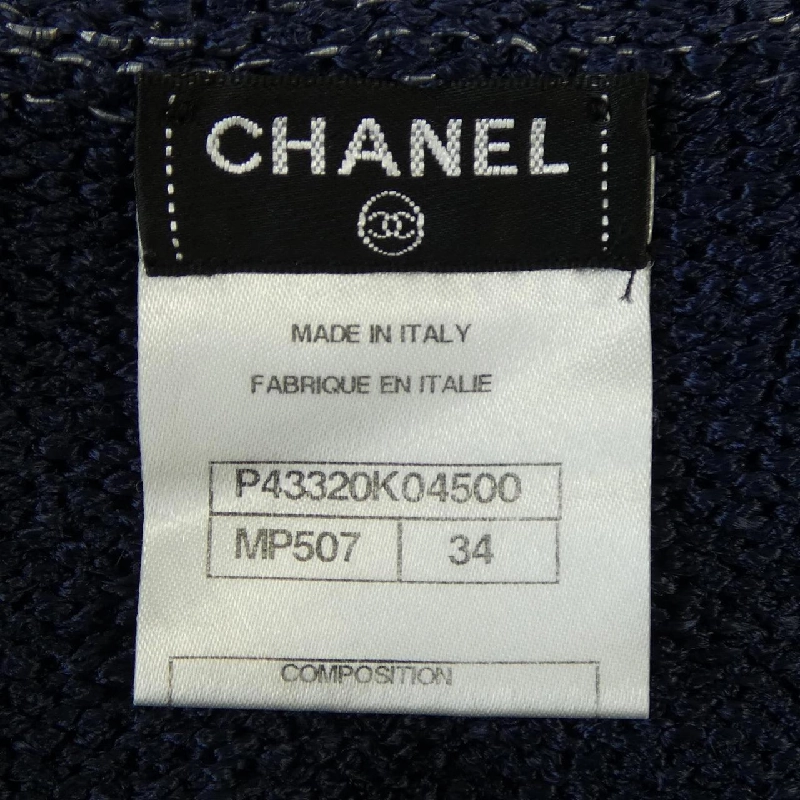 CHANEL
MADE IN ITALY
FABRIQUE EN ITALIE
P43320K04500
MP507 34
COMPOSITION